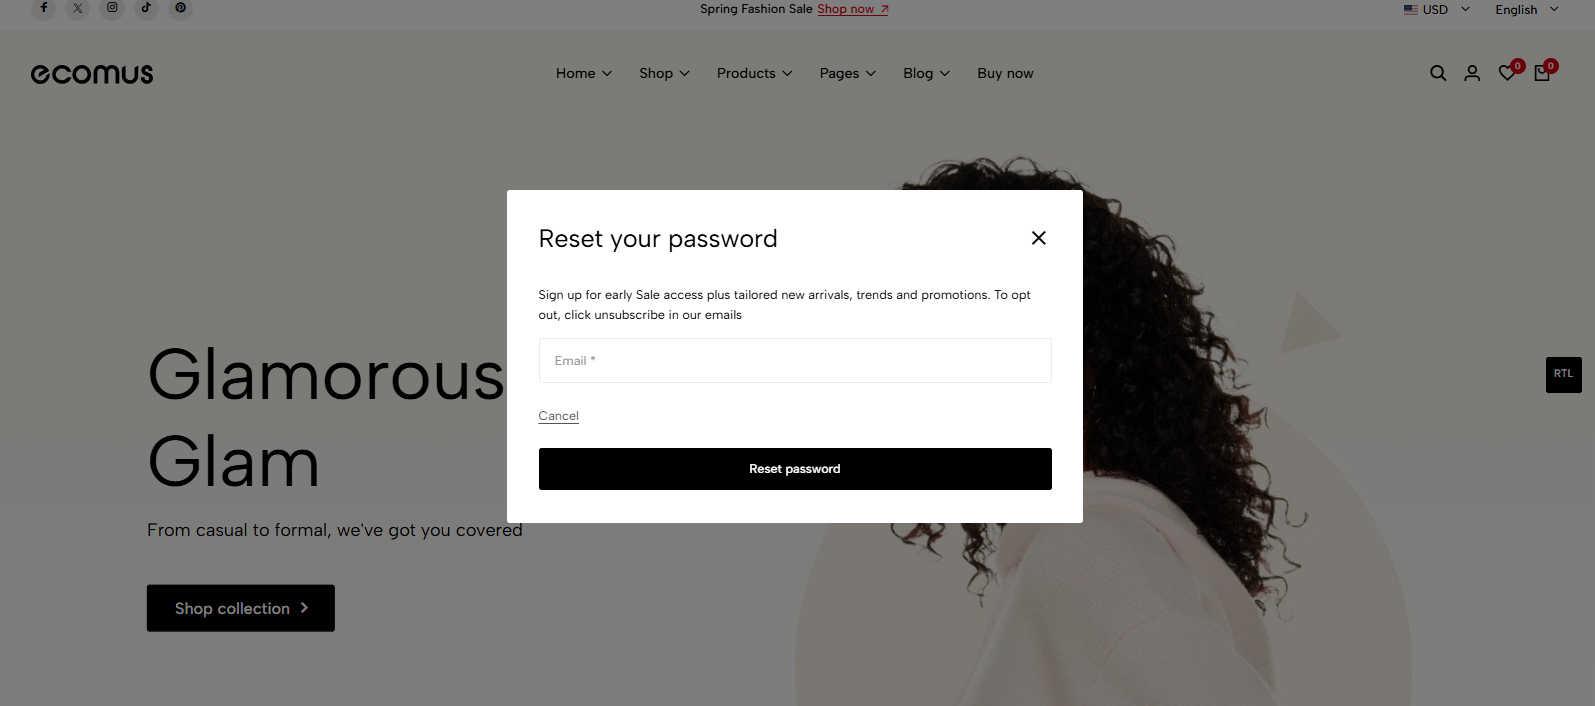 Spring Fashion Sale Shop now
USD
English
ecomus
Home
Shop
Products
Pages
Blog
Buy now
0
0
Reset your password
Sign up for early Sale access plus tailored new arrivals, trends and promotions. To opt
out, click unsubscribe in our emails
Email *
Cancel
Reset password
Glamorous
Glam
From casual to formal, we've got you covered
Shop collection
RTL